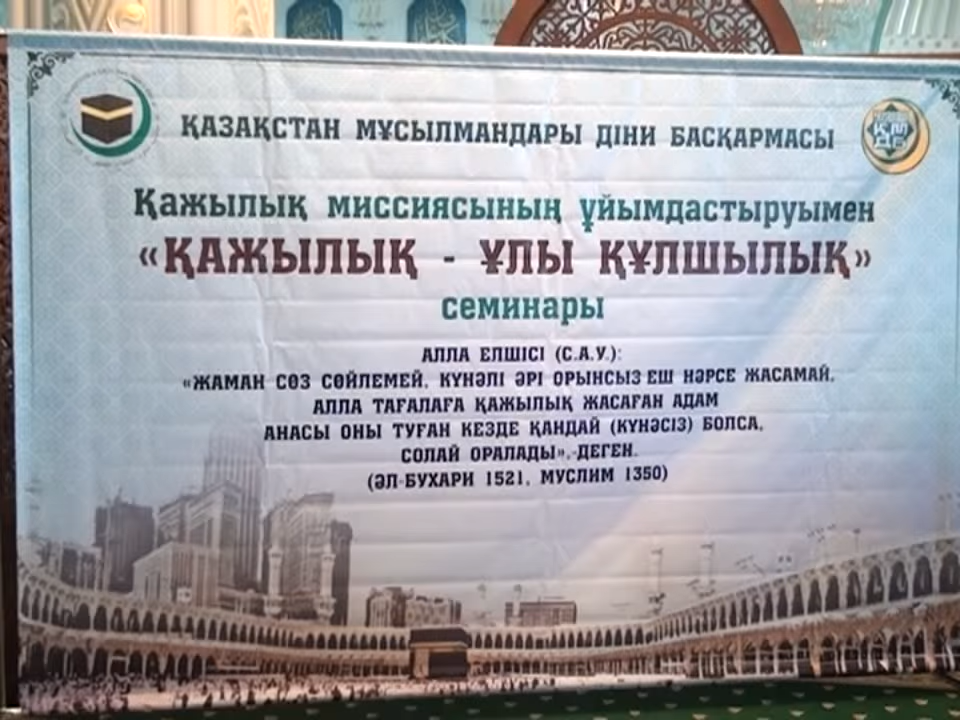 ҚАЗАҚСТАН МҰСЫЛМАНДАРЫ ДІНИ БАСҚАРМАСЫ
ҚМДБ
Қажылық миссиясының ұйымдастыруымен
«ҚАЖЫЛЫҚ - ҰЛЫ ҚҰЛШЫЛЫҚ»
семинары
АЛЛА ЕЛШІСІ (С.А.У.):
«ЖАМАН СӨЗ СӨЙЛЕМЕЙ, КҮНӘЛІ ӘРІ ОРЫНСЫЗ ЕШ НӘРСЕ ЖАСАМАЙ,
АЛЛА ТАҒАЛАҒА ҚАЖЫЛЫҚ ЖАСАҒАН АДАМ
АНАСЫ ОНЫ ТУҒАН КЕЗДЕ ҚАНДАЙ (КҮНӘСІЗ) БОЛСА,
СОЛАЙ ОРАЛАДЫ»,-ДЕГЕН.
(ӘЛ-БУХАРИ 1521, МУСЛИМ 1350)